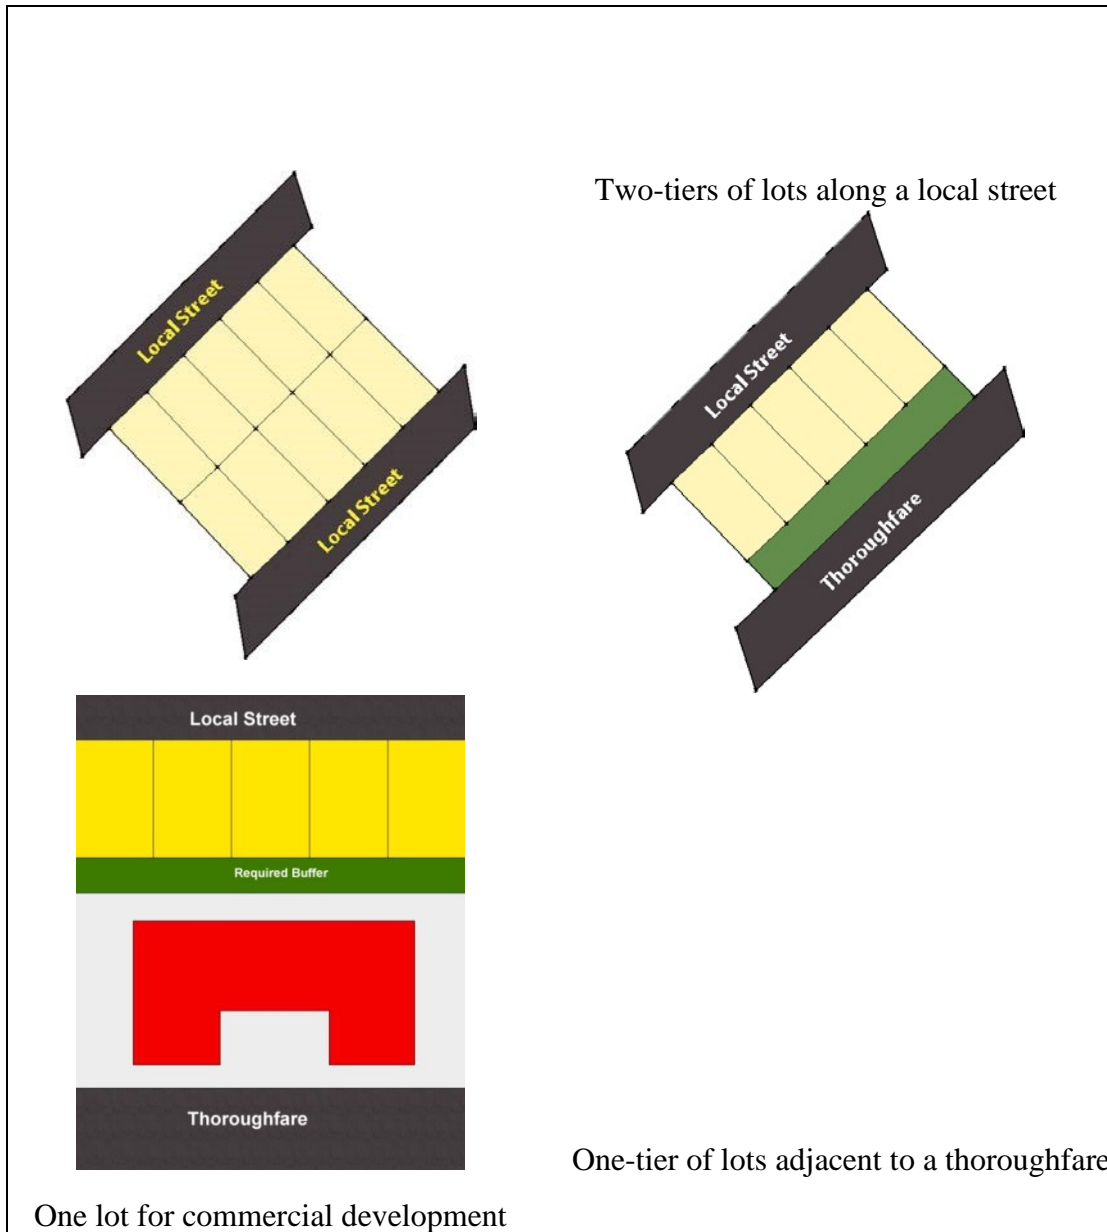 Two-tiers of lots along a local street
Local Street
Local Street
Local Street
Thoroughfare
Local Street
Required Buffer
Thoroughfare
One-tier of lots adjacent to a thoroughfare
One lot for commercial development